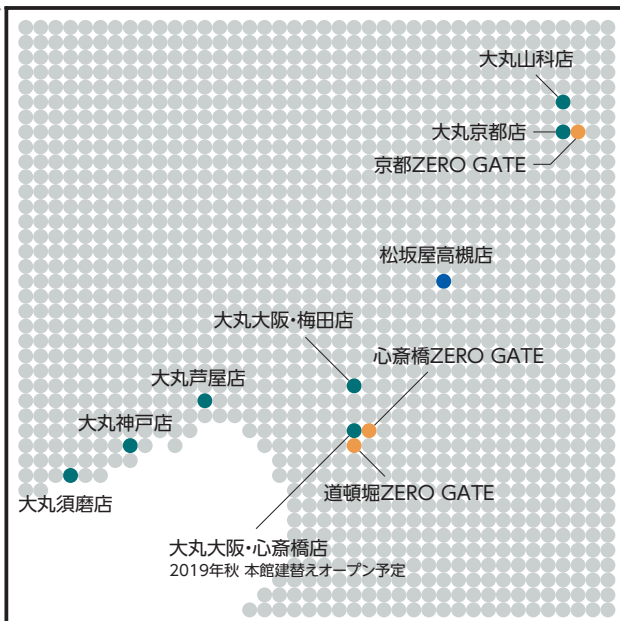 大丸山科店
大丸京都店
京都ZERO GATE
松坂屋高槻店
大丸大阪・梅田店
心斎橋ZERO GATE
大丸芦屋店
大丸神戸店
道頓堀ZERO GATE
大丸須磨店
大丸大阪・心斎橋店
2019年秋 本館建替えオープン予定